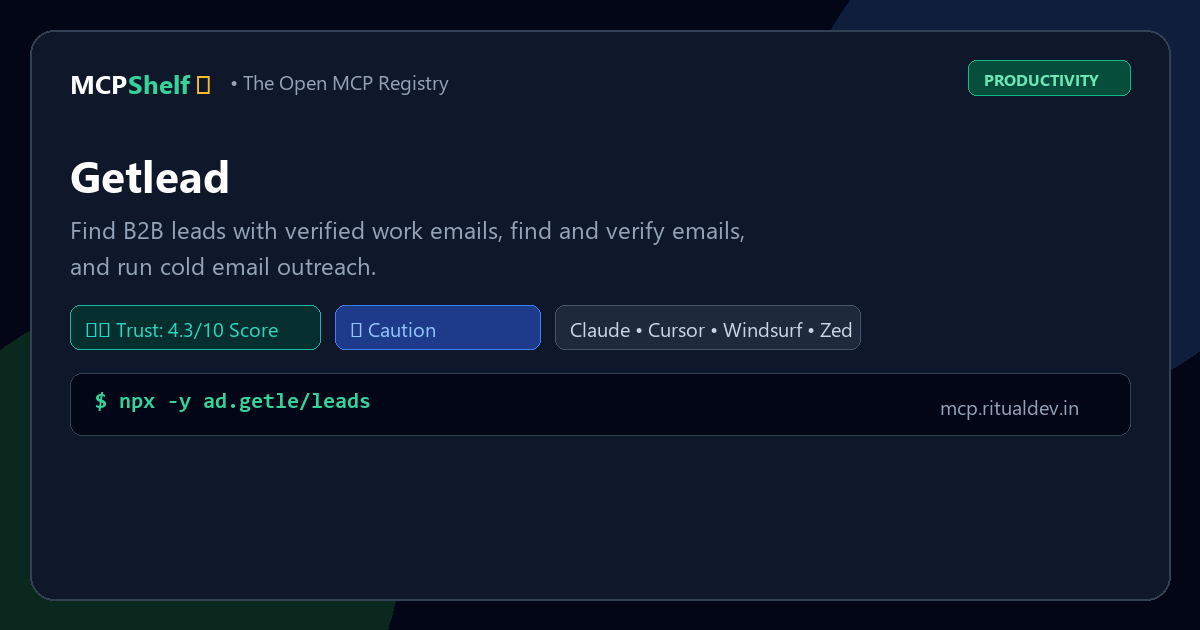 MCPShelf • The Open MCP Registry
PRODUCTIVITY
Getlead
Find B2B leads with verified work emails, find and verify emails,
and run cold email outreach.
Trust: 4.3/10 Score
Caution
Claude • Cursor • Windsurf • Zed
$ npx -y ad.getle/leads
mcp.ritualdev.in